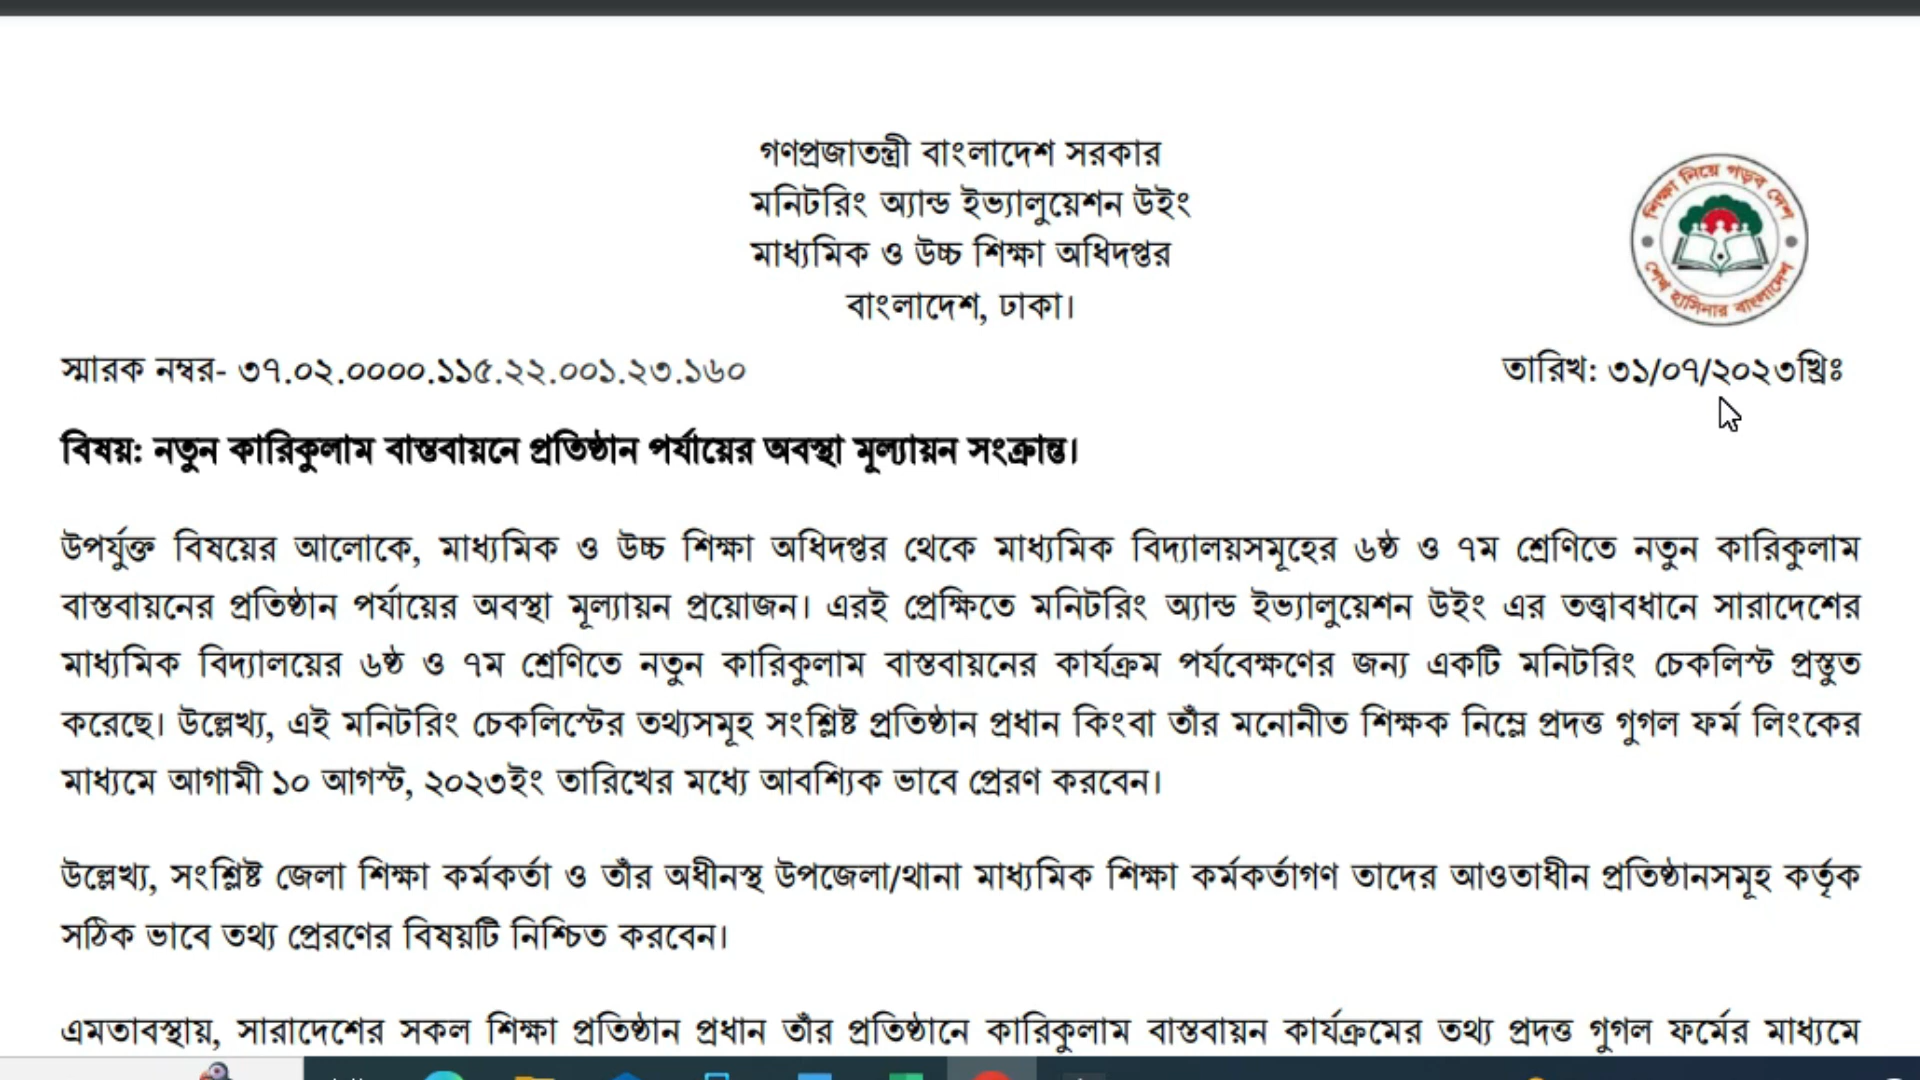 গণপ্রজাতন্ত্রী বাংলাদেশ সরকার
মনিটরিং অ্যান্ড ইভ্যালুয়েশন উইং
মাধ্যমিক ও উচ্চ শিক্ষা অধিদপ্তর
বাংলাদেশ, ঢাকা।
শিক্ষা নিয়ে গড়ব দেশ
শেখ হাসিনার বাংলাদেশ
স্মারক নম্বর- ৩৭.০২.০০০০.১১৫.২২.০০১.২৩.১৬০
তারিখ: ৩১/০৭/২০২৩খ্রিঃ
বিষয়: নতুন কারিকুলাম বাস্তবায়নে প্রতিষ্ঠান পর্যায়ের অবস্থা মূল্যায়ন সংক্রান্ত।
উপর্যুক্ত বিষয়ের আলোকে, মাধ্যমিক ও উচ্চ শিক্ষা অধিদপ্তর থেকে মাধ্যমিক বিদ্যালয়সমূহের ৬ষ্ঠ ও ৭ম শ্রেণিতে নতুন কারিকুলাম
বাস্তবায়নের প্রতিষ্ঠান পর্যায়ের অবস্থা মূল্যায়ন প্রয়োজন। এরই প্রেক্ষিতে মনিটরিং অ্যান্ড ইভ্যালুয়েশন উইং এর তত্ত্বাবধানে সারাদেশের
মাধ্যমিক বিদ্যালয়ের ৬ষ্ঠ ও ৭ম শ্রেণিতে নতুন কারিকুলাম বাস্তবায়নের কার্যক্রম পর্যবেক্ষণের জন্য একটি মনিটরিং চেকলিস্ট প্রস্তুত
করেছে। উল্লেখ্য, এই মনিটরিং চেকলিস্টের তথ্যসমূহ সংশ্লিষ্ট প্রতিষ্ঠান প্রধান কিংবা তাঁর মনোনীত শিক্ষক নিম্নে প্রদত্ত গুগল ফর্ম লিংকের
মাধ্যমে আগামী ১০ আগস্ট, ২০২৩ইং তারিখের মধ্যে আবশ্যিক ভাবে প্রেরণ করবেন।
উল্লেখ্য, সংশ্লিষ্ট জেলা শিক্ষা কর্মকর্তা ও তাঁর অধীনস্থ উপজেলা/থানা মাধ্যমিক শিক্ষা কর্মকর্তাগণ তাদের আওতাধীন প্রতিষ্ঠানসমূহ কর্তৃক
সঠিক ভাবে তথ্য প্রেরণের বিষয়টি নিশ্চিত করবেন।
এমতাবস্থায়, সারাদেশের সকল শিক্ষা প্রতিষ্ঠান প্রধান তাঁর প্রতিষ্ঠানে কারিকুলাম বাস্তবায়ন কার্যক্রমের তথ্য প্রদত্ত গুগল ফর্মের মাধ্যমে